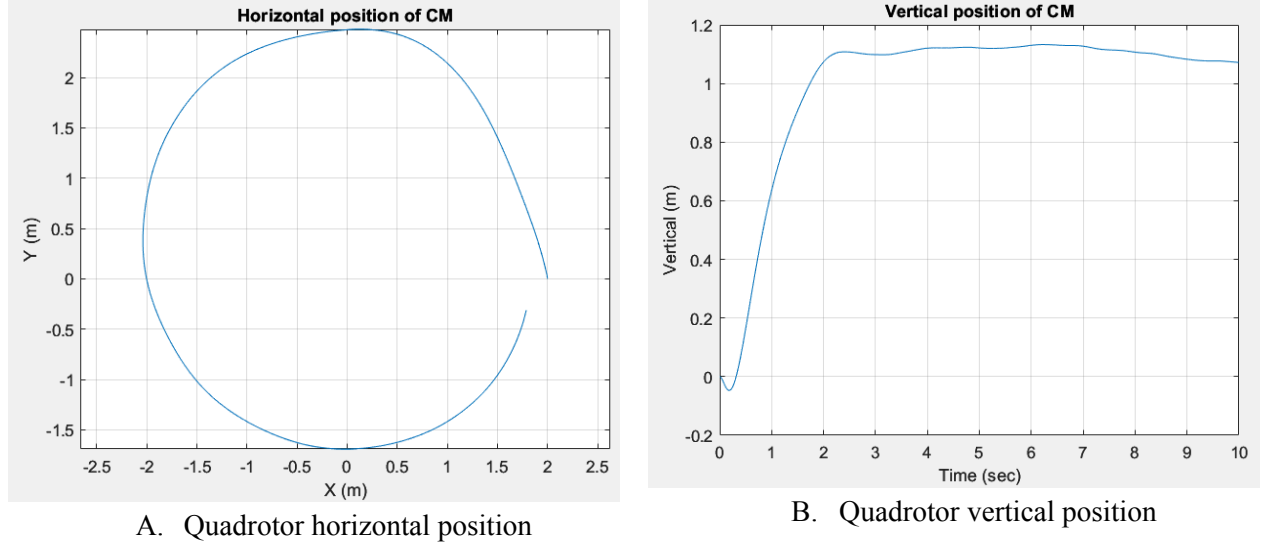 Horizontal position of CM
2
1.5
1
0.5
0
-0.5
-1
-1.5
Y (m)
-2.5 -2 -1.5 -1 -0.5 0 0.5 1 1.5 2 2.5
X (m)
A. Quadrotor horizontal position
Vertical position of CM
1.2
1
0.8
0.6
0.4
0.2
0
-0.2
Vertical (m)
0 1 2 3 4 5 6 7 8 9 10
Time (sec)
B. Quadrotor vertical position